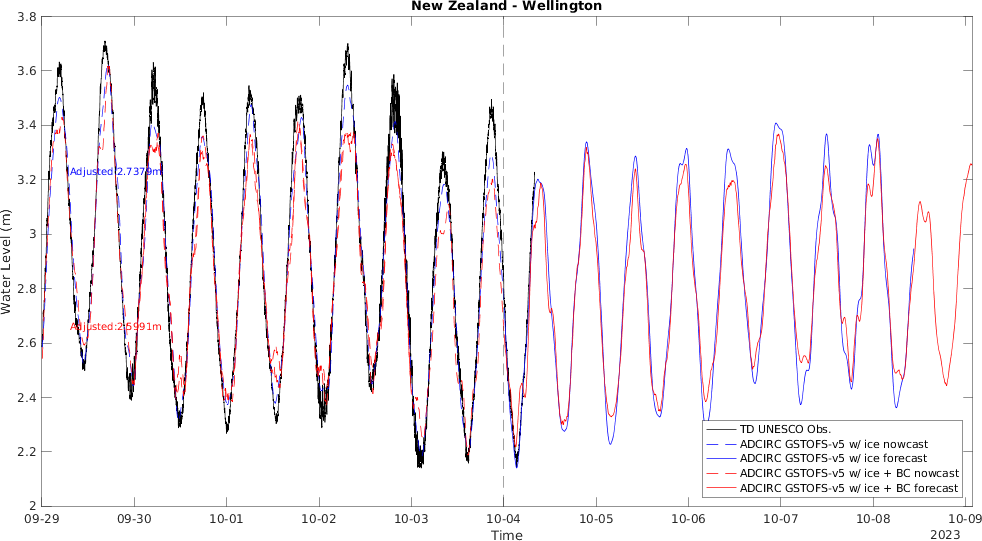 New Zealand - Wellington
Water Level (m)
3.8
3.6
3.4
3.2
3
2.8
2.6
2.4
2.2
2
Adjusted:2.7379m
Adjusted:2.5991m
TD UNESCO Obs.
ADCIRC GSTOFS-v5 w/ ice nowcast
ADCIRC GSTOFS-v5 w/ ice forecast
ADCIRC GSTOFS-v5 w/ ice + BC nowcast
ADCIRC GSTOFS-v5 w/ ice + BC forecast
09-29 09-30 10-01 10-02 10-03 10-04 10-05 10-06 10-07 10-08 10-09
Time
2023